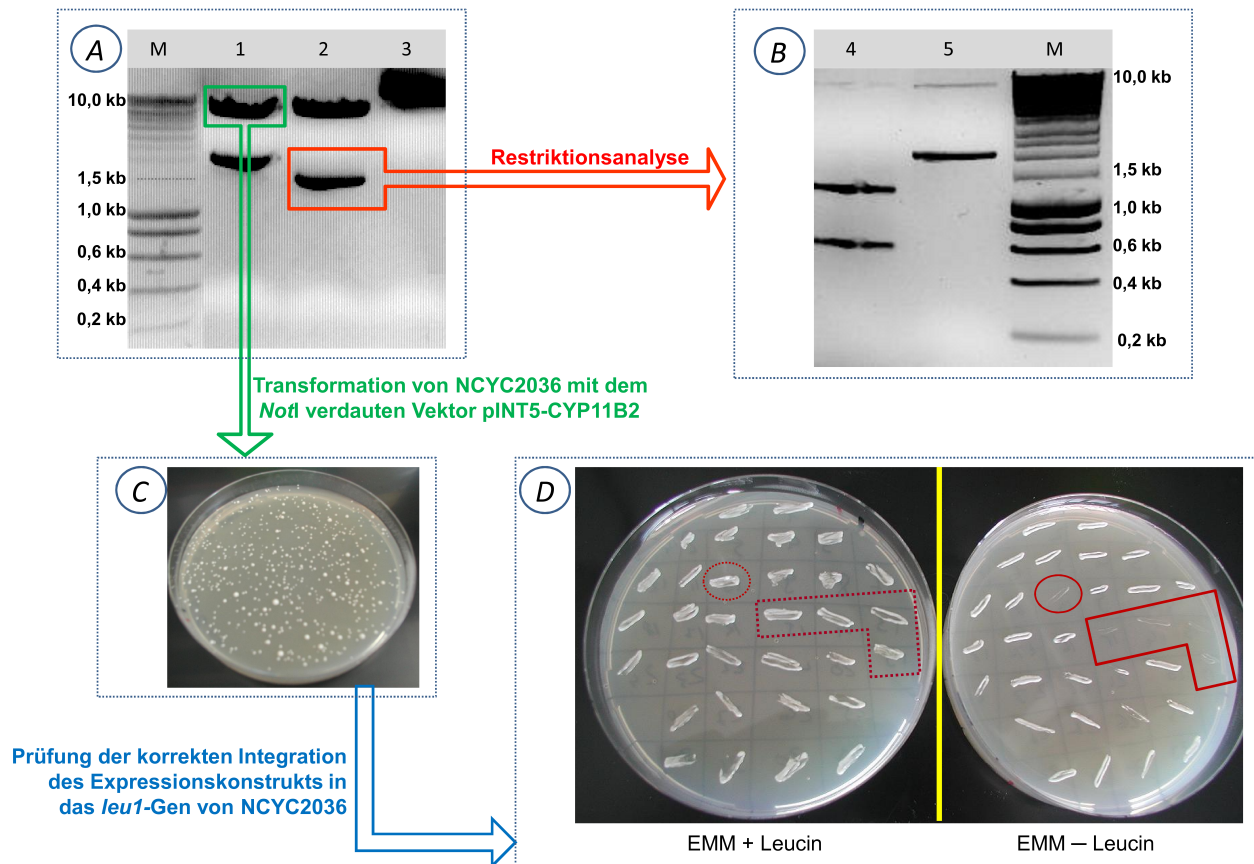 A
M 1 2 3
10,0 kb
1,5 kb
1,0 kb
0,6 kb
0,4 kb
0,2 kb
Restriktionsanalyse
B
4 5 M
10,0 kb
1,5 kb
1,0 kb
0,6 kb
0,4 kb
0,2 kb
Transformation von NCYC2036 mit dem
NotI verdauten Vektor pINT5-CYP11B2
C
Prüfung der korrekten Integration
des Expressionskonstrukts in
das leu1-Gen von NCYC2036
D
EMM + Leucin
EMM — Leucin